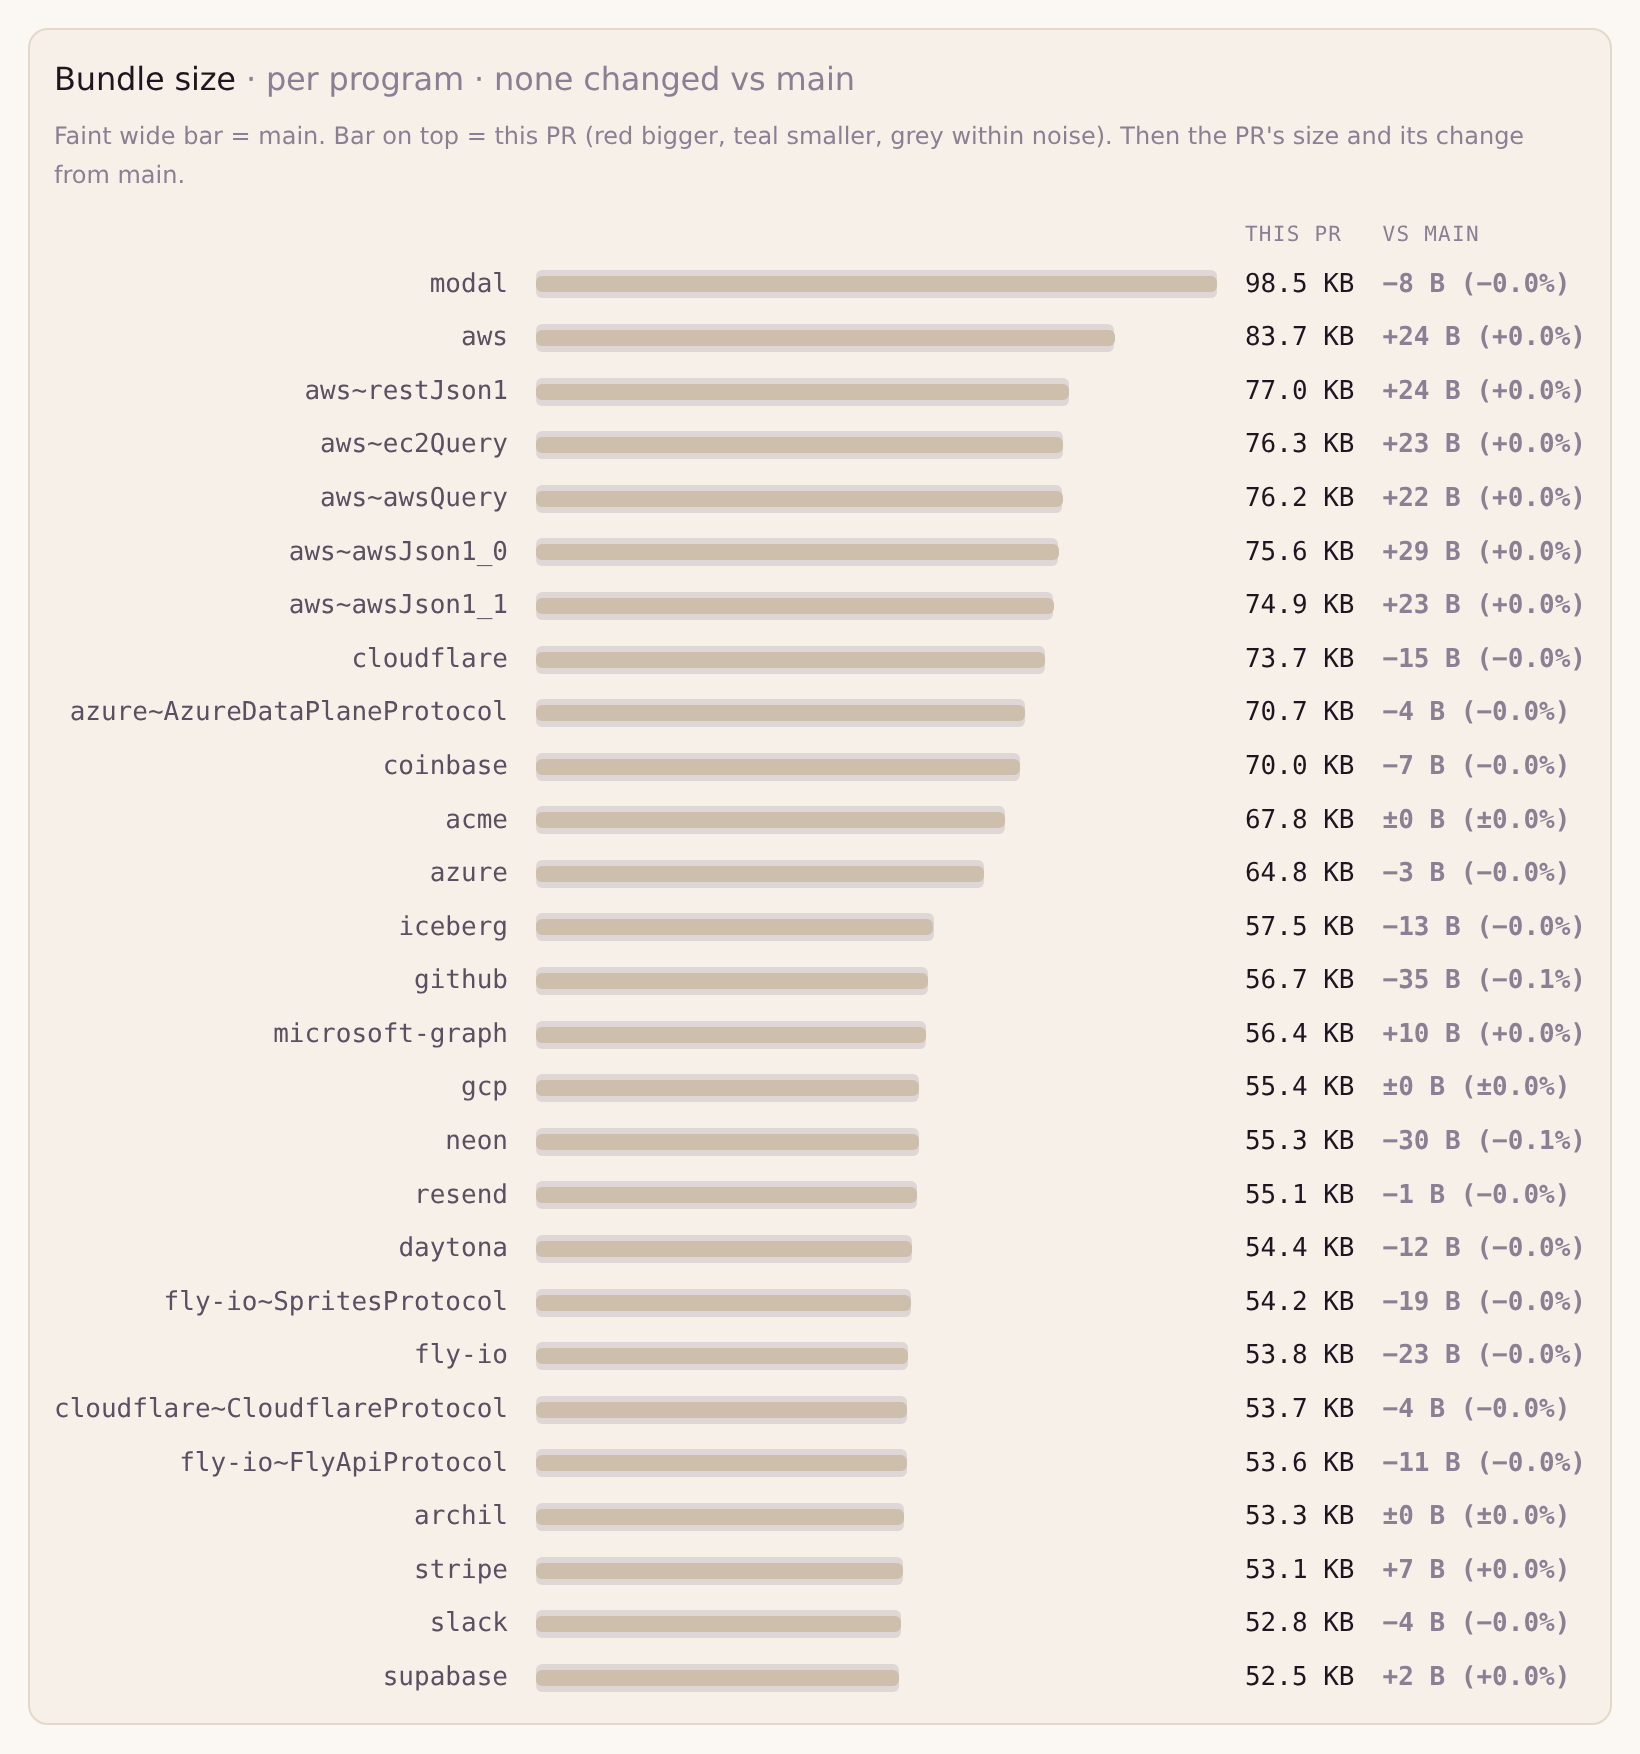 Bundle size · per program · none changed vs main
Faint wide bar = main. Bar on top = this PR (red bigger, teal smaller, grey within noise). Then the PR's size and its change
from main.
THIS PR VS MAIN
modal 98.5 KB −8 B (−0.0%)
aws 83.7 KB +24 B (+0.0%)
aws~restJson1 77.0 KB +24 B (+0.0%)
aws~ec2Query 76.3 KB +23 B (+0.0%)
aws~awsQuery 76.2 KB +22 B (+0.0%)
aws~awsJson1_0 75.6 KB +29 B (+0.0%)
aws~awsJson1_1 74.9 KB +23 B (+0.0%)
cloudflare 73.7 KB −15 B (−0.0%)
azure~AzureDataPlaneProtocol 70.7 KB −4 B (−0.0%)
coinbase 70.0 KB −7 B (−0.0%)
acme 67.8 KB ±0 B (±0.0%)
azure 64.8 KB −3 B (−0.0%)
iceberg 57.5 KB −13 B (−0.0%)
github 56.7 KB −35 B (−0.1%)
microsoft-graph 56.4 KB +10 B (+0.0%)
gcp 55.4 KB ±0 B (±0.0%)
neon 55.3 KB −30 B (−0.1%)
resend 55.1 KB −1 B (−0.0%)
daytona 54.4 KB −12 B (−0.0%)
fly-io~SpritesProtocol 54.2 KB −19 B (−0.0%)
fly-io 53.8 KB −23 B (−0.0%)
cloudflare~CloudflareProtocol 53.7 KB −4 B (−0.0%)
fly-io~FlyApiProtocol 53.6 KB −11 B (−0.0%)
archil 53.3 KB ±0 B (±0.0%)
stripe 53.1 KB +7 B (+0.0%)
slack 52.8 KB −4 B (−0.0%)
supabase 52.5 KB +2 B (+0.0%)